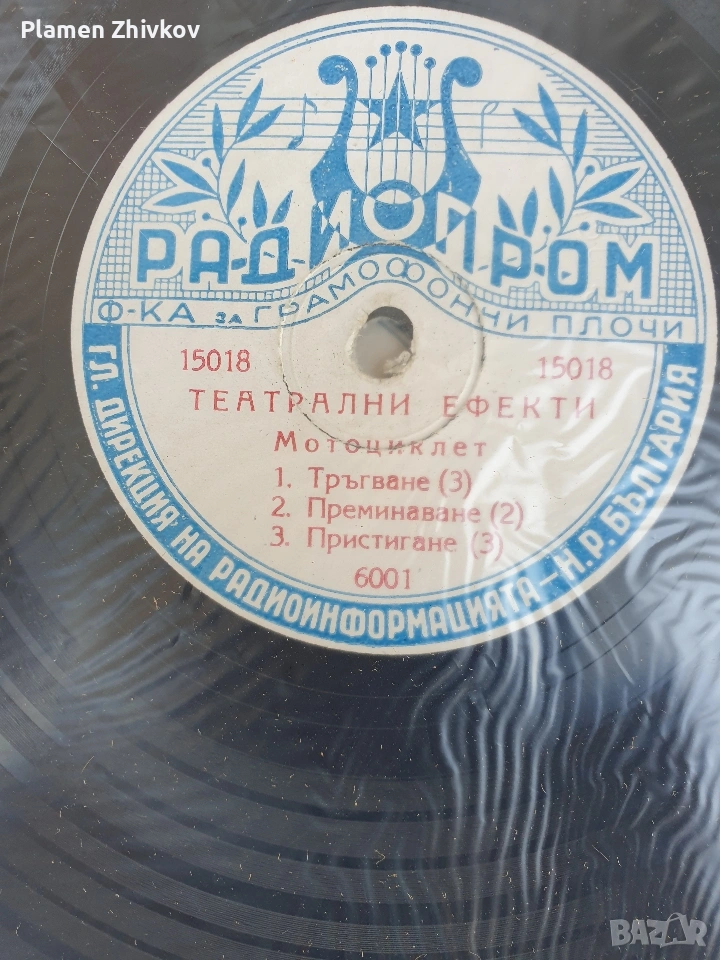 Plamen Zhivkov
РАДИОПРОМ
Ф-КА ЗА ГРАМОФОННИ ПЛОЧИ
15018 15018
ТЕАТРАЛНИ ЕФЕКТИ
Мотоциклет
1. Тръгване (3)
2. Преминаване (2)
3. Пристигане (3)
6001
ГЛ. ДИРЕКЦИЯ НА РАДИОИНФОРМАЦИЯТА – Н.Р. БЪЛГАРИЯ
BAZAR